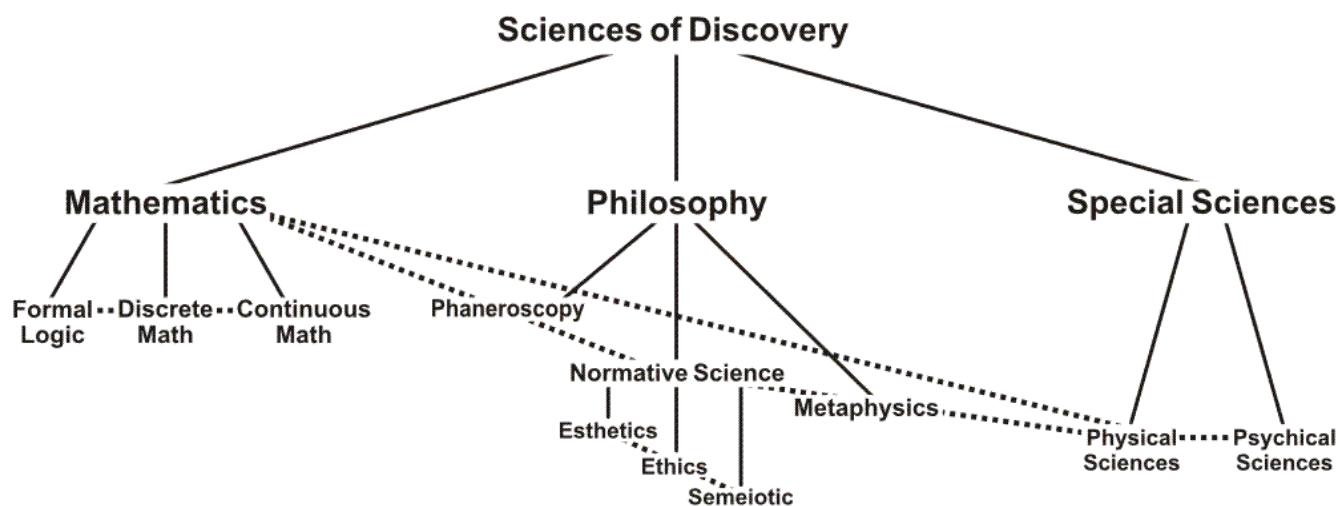 Sciences of Discovery
Mathematics
Philosophy
Special Sciences
Formal
Logic
Discrete
Math
Continuous
Math
Phaneroscopy
Normative Science
Metaphysics
Esthetics
Ethics
Semeiotic
Physical
Sciences
Psychical
Sciences